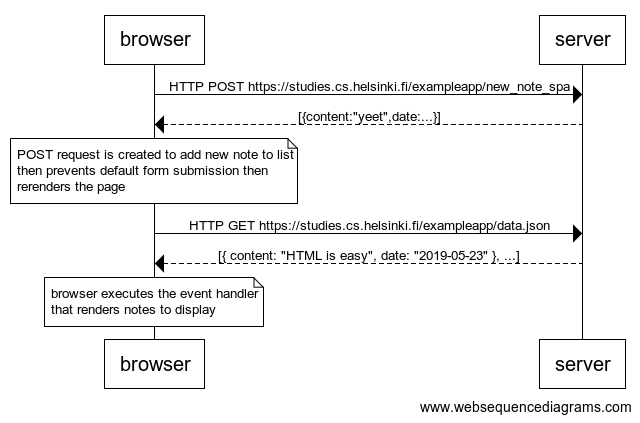 browser
server
HTTP POST https://studies.cs.helsinki.fi/exampleapp/new_note_spa
[{content:"yeet",date:...}]
POST request is created to add new note to list
then prevents default form submission then
rerenders the page
HTTP GET https://studies.cs.helsinki.fi/exampleapp/data.json
[{ content: "HTML is easy", date: "2019-05-23" }, ...]
browser executes the event handler
that renders notes to display
browser
server
www.websequencediagrams.com